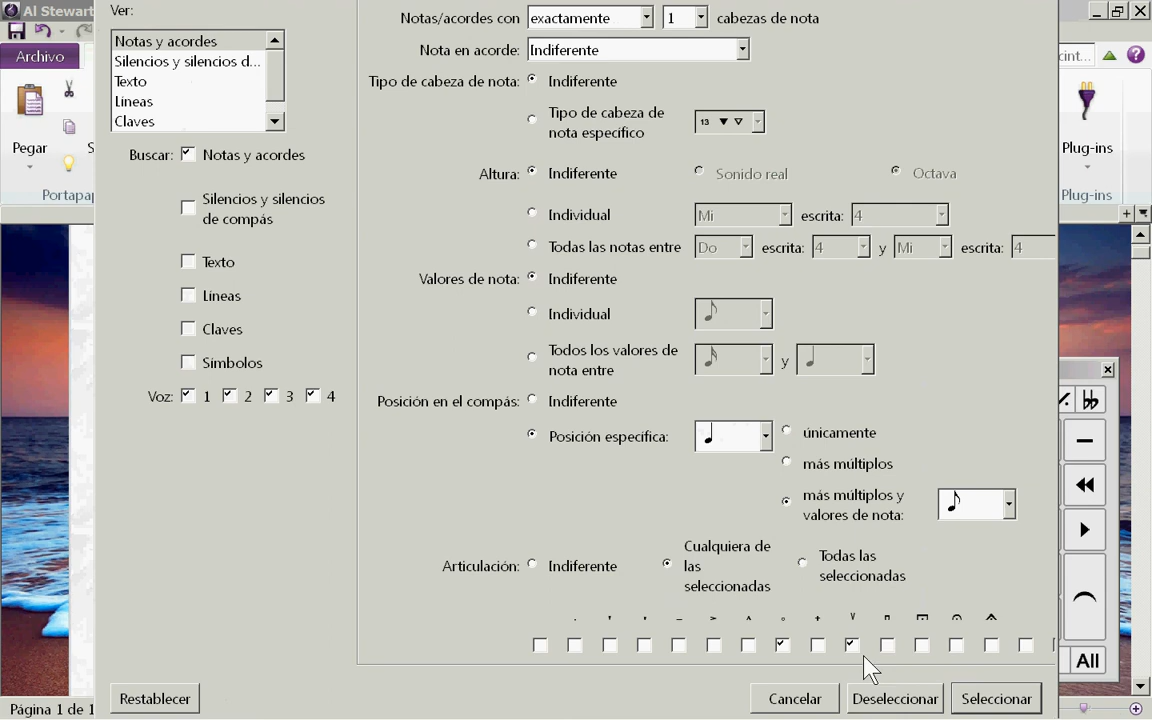 Al Stewart
Archivo
Pegar
S
Portapap
Ver:
Notas y acordes
Silencios y silencios d...
Texto
Líneas
Claves
Buscar: Notas y acordes
Silencios y silencios
de compás
Texto
Líneas
Claves
Símbolos
Voz: 1 2 3 4
Restablecer
Notas/acordes con exactamente 1 cabezas de nota
Nota en acorde: Indiferente
Tipo de cabeza de nota: Indiferente
Tipo de cabeza de
nota específico
13
Altura: Indiferente Sonido real Octava
Individual Mi escrita: 4
Todas las notas entre Do escrita: 4 y Mi escrita: 4
Valores de nota: Indiferente
Individual
Todos los valores de
nota entre
y
Posición en el compás: Indiferente
Posición específica:
únicamente
más múltiplos
más múltiplos y
valores de nota:
Articulación: Indiferente
Cualquiera de
las
seleccionadas
Todas las
seleccionadas
Cancelar Deseleccionar Seleccionar
cint...
Plug-ins
Plug-ins
All
Página 1 de 1